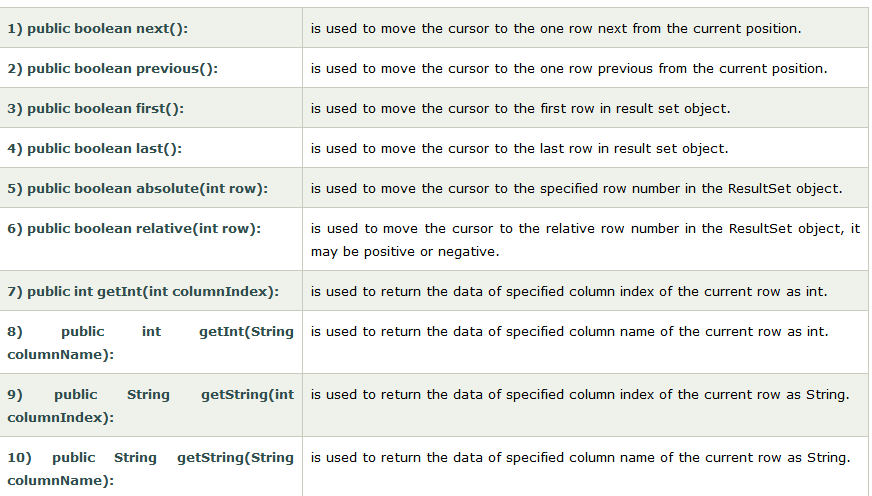 1) public boolean next(): is used to move the cursor to the one row next from the current position.
2) public boolean previous(): is used to move the cursor to the one row previous from the current position.
3) public boolean first(): is used to move the cursor to the first row in result set object.
4) public boolean last(): is used to move the cursor to the last row in result set object.
5) public boolean absolute(int row): is used to move the cursor to the specified row number in the ResultSet object.
6) public boolean relative(int row): is used to move the cursor to the relative row number in the ResultSet object, it
may be positive or negative.
7) public int getInt(int columnIndex): is used to return the data of specified column index of the current row as int.
8) public int getInt(String
columnName):
is used to return the data of specified column name of the current row as int.
9) public String getString(int
columnIndex):
is used to return the data of specified column index of the current row as String.
10) public String getString(String
columnName):
is used to return the data of specified column name of the current row as String.